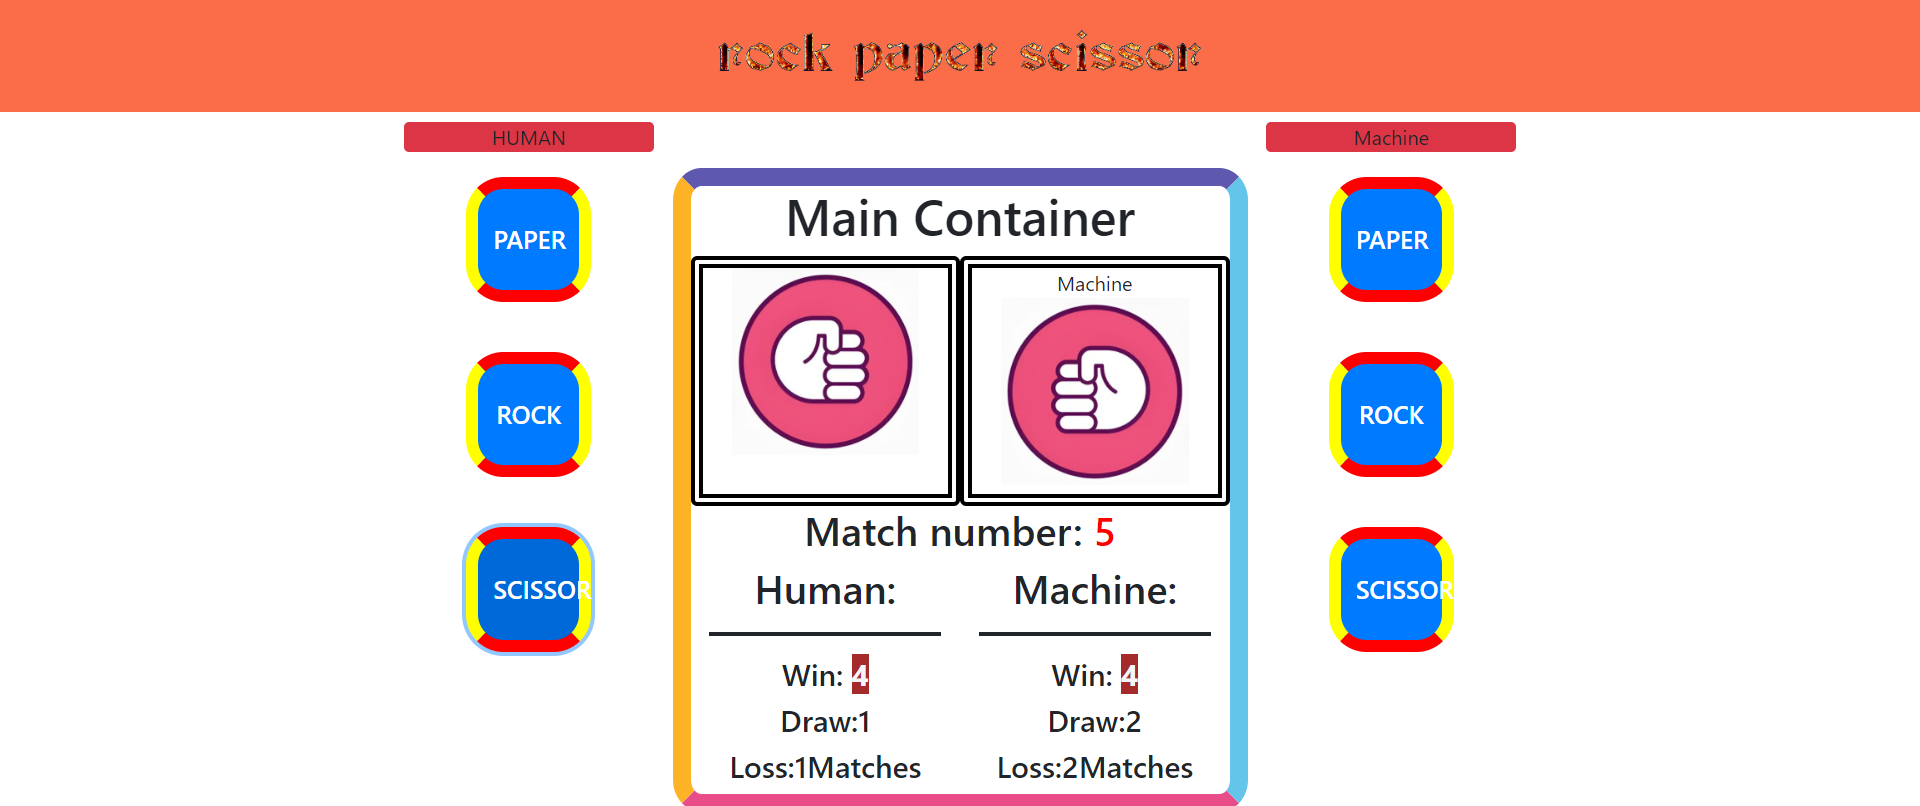 rock paper scissor
HUMAN
PAPER
ROCK
SCISSOR
Main Container
Machine
Match number: 5
Human:
Win: 4
Draw:1
Loss:1Matches
Machine:
Win: 4
Draw:2
Loss:2Matches
Machine
PAPER
ROCK
SCISSOR